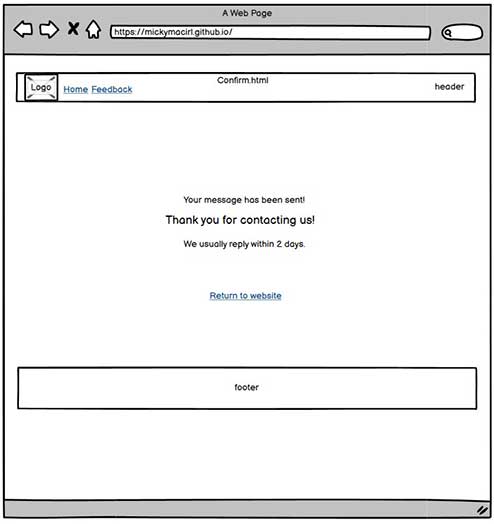 A Web Page
https://mickymacirl.github.io/
Confirm.html
Logo
Home Feedback
header
Your message has been sent!
Thank you for contacting us!
We usually reply within 2 days.
Return to website
footer